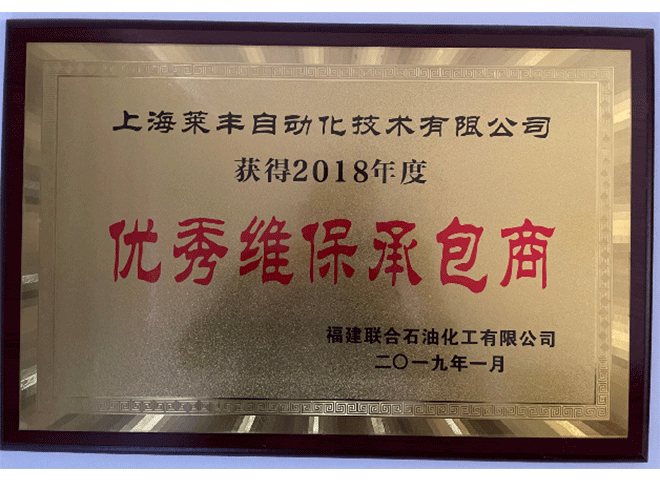 上海莱丰自动化技术有限公司
获得2018年度
优秀维保承包商
福建联合石油化工有限公司
二〇一九年一月